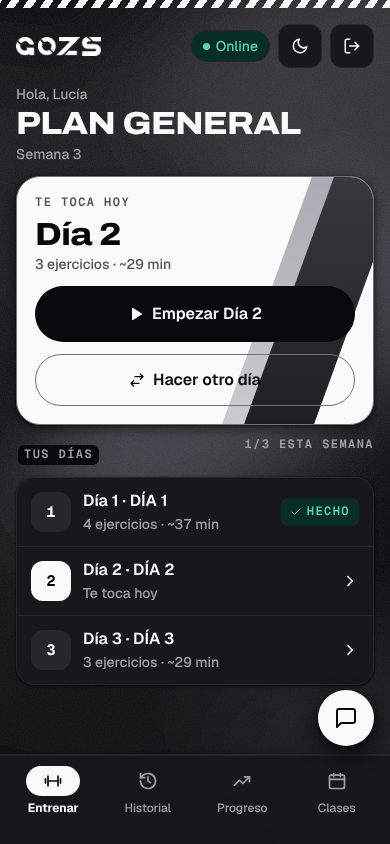 GOZS
Online
Hola, Lucía
PLAN GENERAL
Semana 3
TE TOCA HOY
Día 2
3 ejercicios · ~29 min
Empezar Día 2
Hacer otro día
1/3 ESTA SEMANA
TUS DÍAS
1
Día 1 · DÍA 1
4 ejercicios · ~37 min
HECHO
2
Día 2 · DÍA 2
Te toca hoy
3
Día 3 · DÍA 3
3 ejercicios · ~29 min
Entrenar
Historial
Progreso
Clases